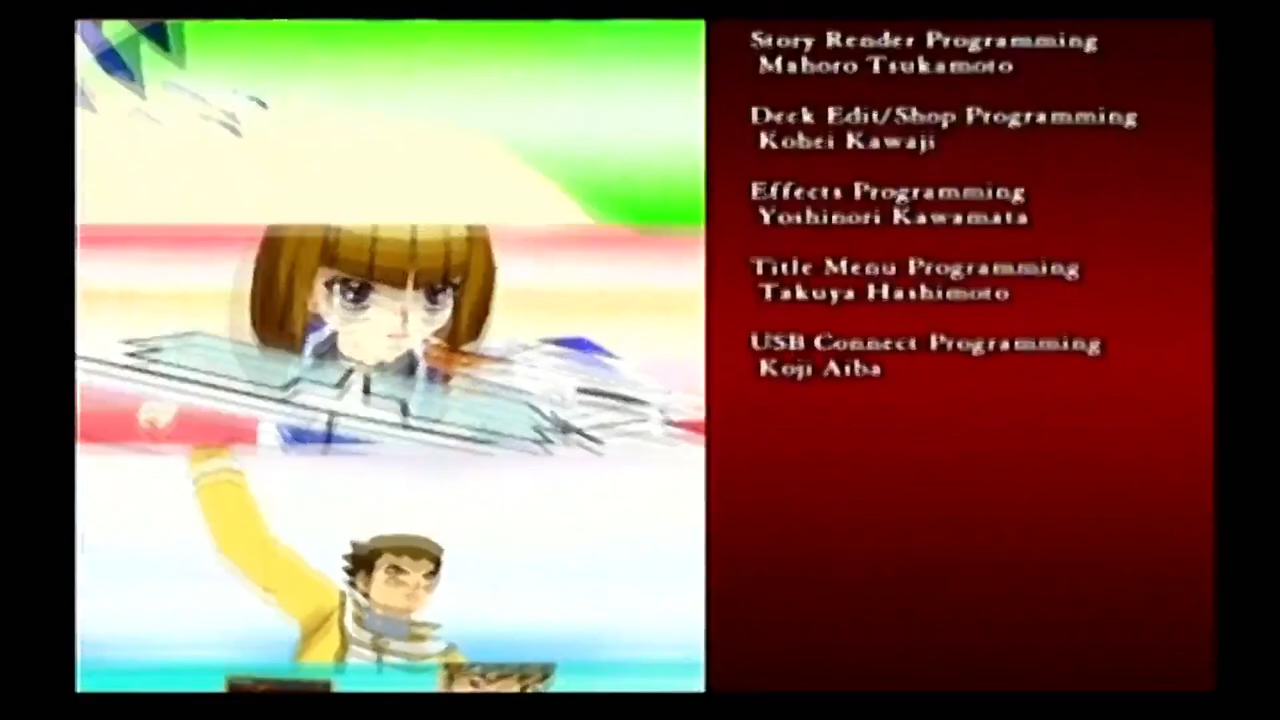 Story Render Programming
Mahoro Tsukamoto
Deck Edit/Shop Programming
Kohei Kawaji
Effects Programming
Yoshinori Kawamata
Title Menu Programming
Takuya Hashimoto
USB Connect Programming
Koji Aiba